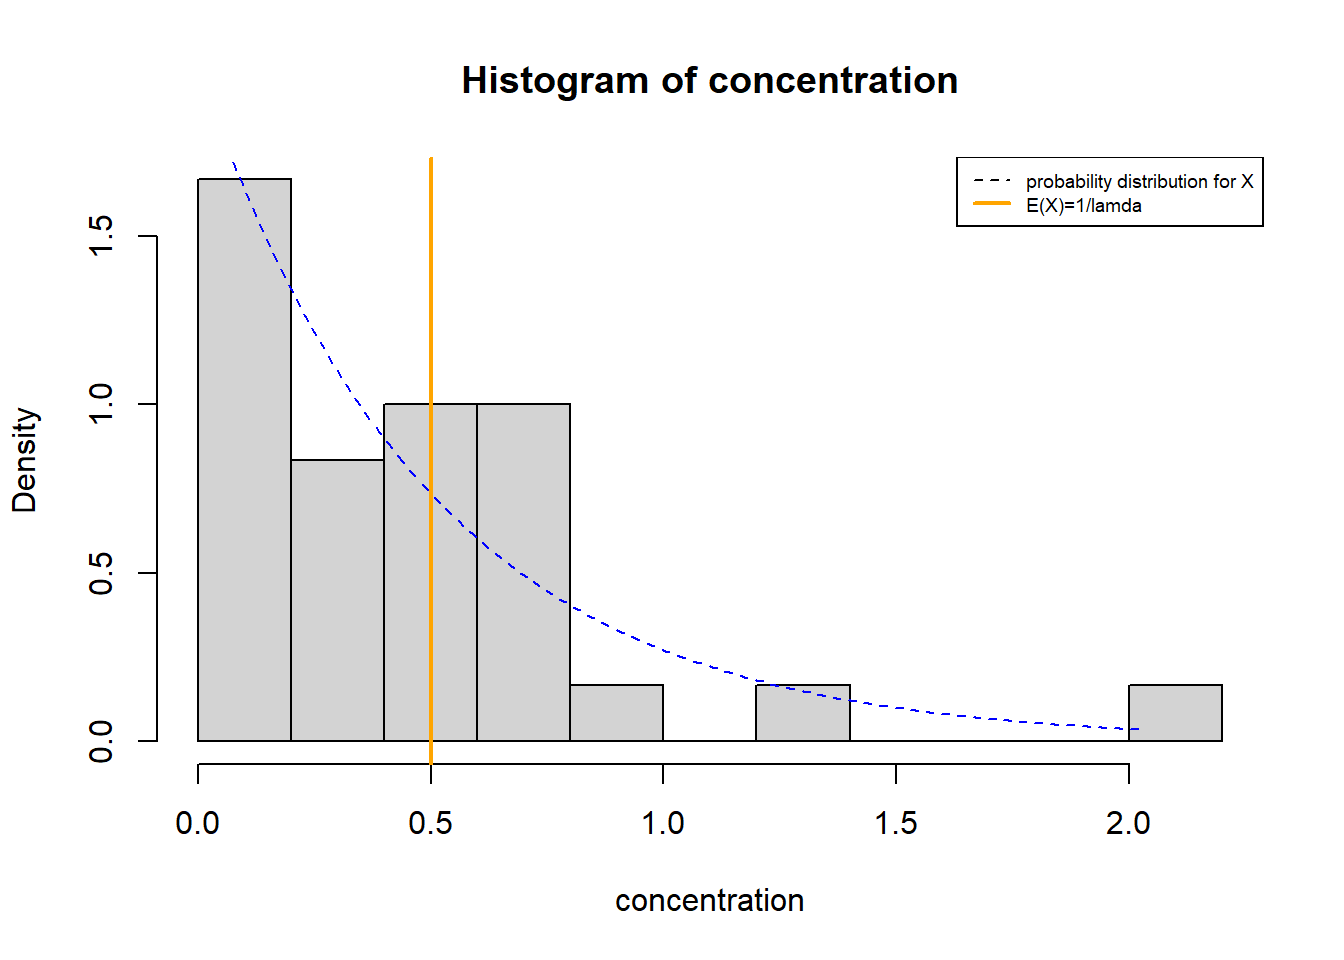 Histogram of concentration
probability distribution for X
E(X)=1/lamda
Density
1.5
1.0
0.5
0.0
0.0 0.5 1.0 1.5 2.0
concentration